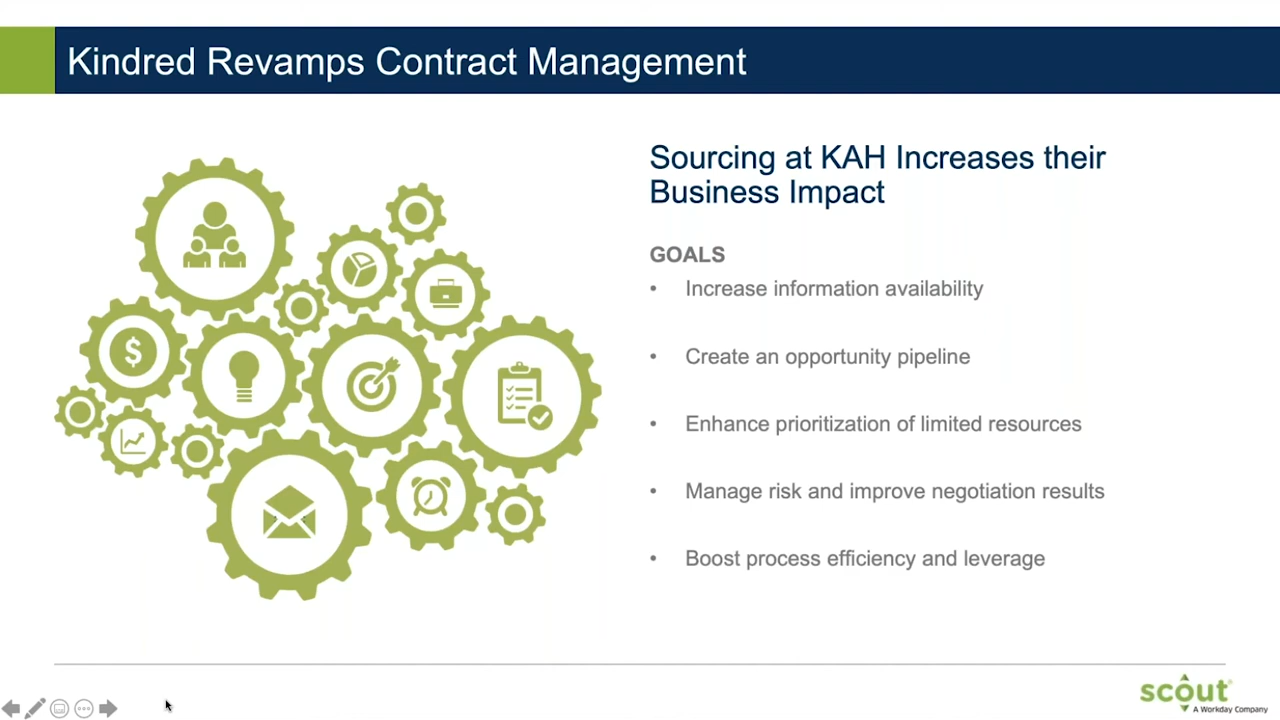 Kindred Revamps Contract Management
Sourcing at KAH Increases their
Business Impact
GOALS
• Increase information availability
• Create an opportunity pipeline
• Enhance prioritization of limited resources
• Manage risk and improve negotiation results
• Boost process efficiency and leverage
$
scout®
A Workday Company